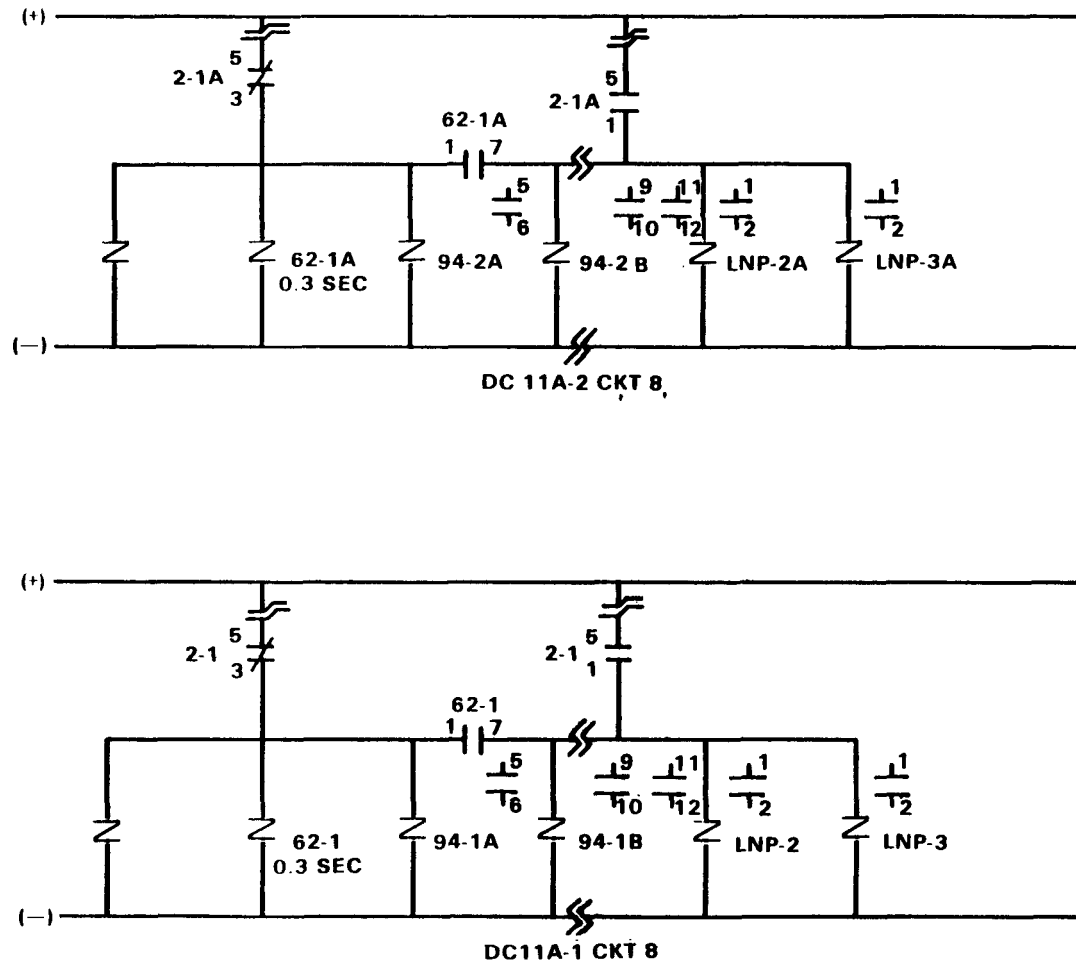 (+)
5
2-1A
3
5
2-1A
1
62-1A
1 7
5
6
9
10
11
12
1
2
1
2
62-1A
0.3 SEC
94-2A
94-2B
LNP-2A
LNP-3A
(—)
DC 11A-2 CKT 8,
(+)
5
2-1
3
5
2-1
1
62-1
1 7
5
6
9
10
11
12
1
2
1
2
62-1
0.3 SEC
94-1A
94-1B
LNP-2
LNP-3
(—)
DC11A-1 CKT 8